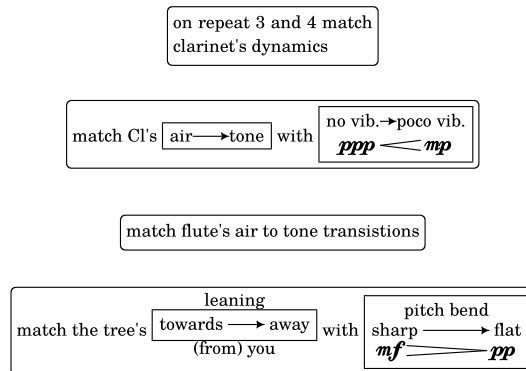 on repeat 3 and 4 match
clarinet's dynamics
no vib.→poco vib.
match Cl's air→tone with
ppp < mp
match flute's air to tone transistions
leaning
pitch bend
towards → away
sharp → flat
match the tree's with
(from) you
mf > pp